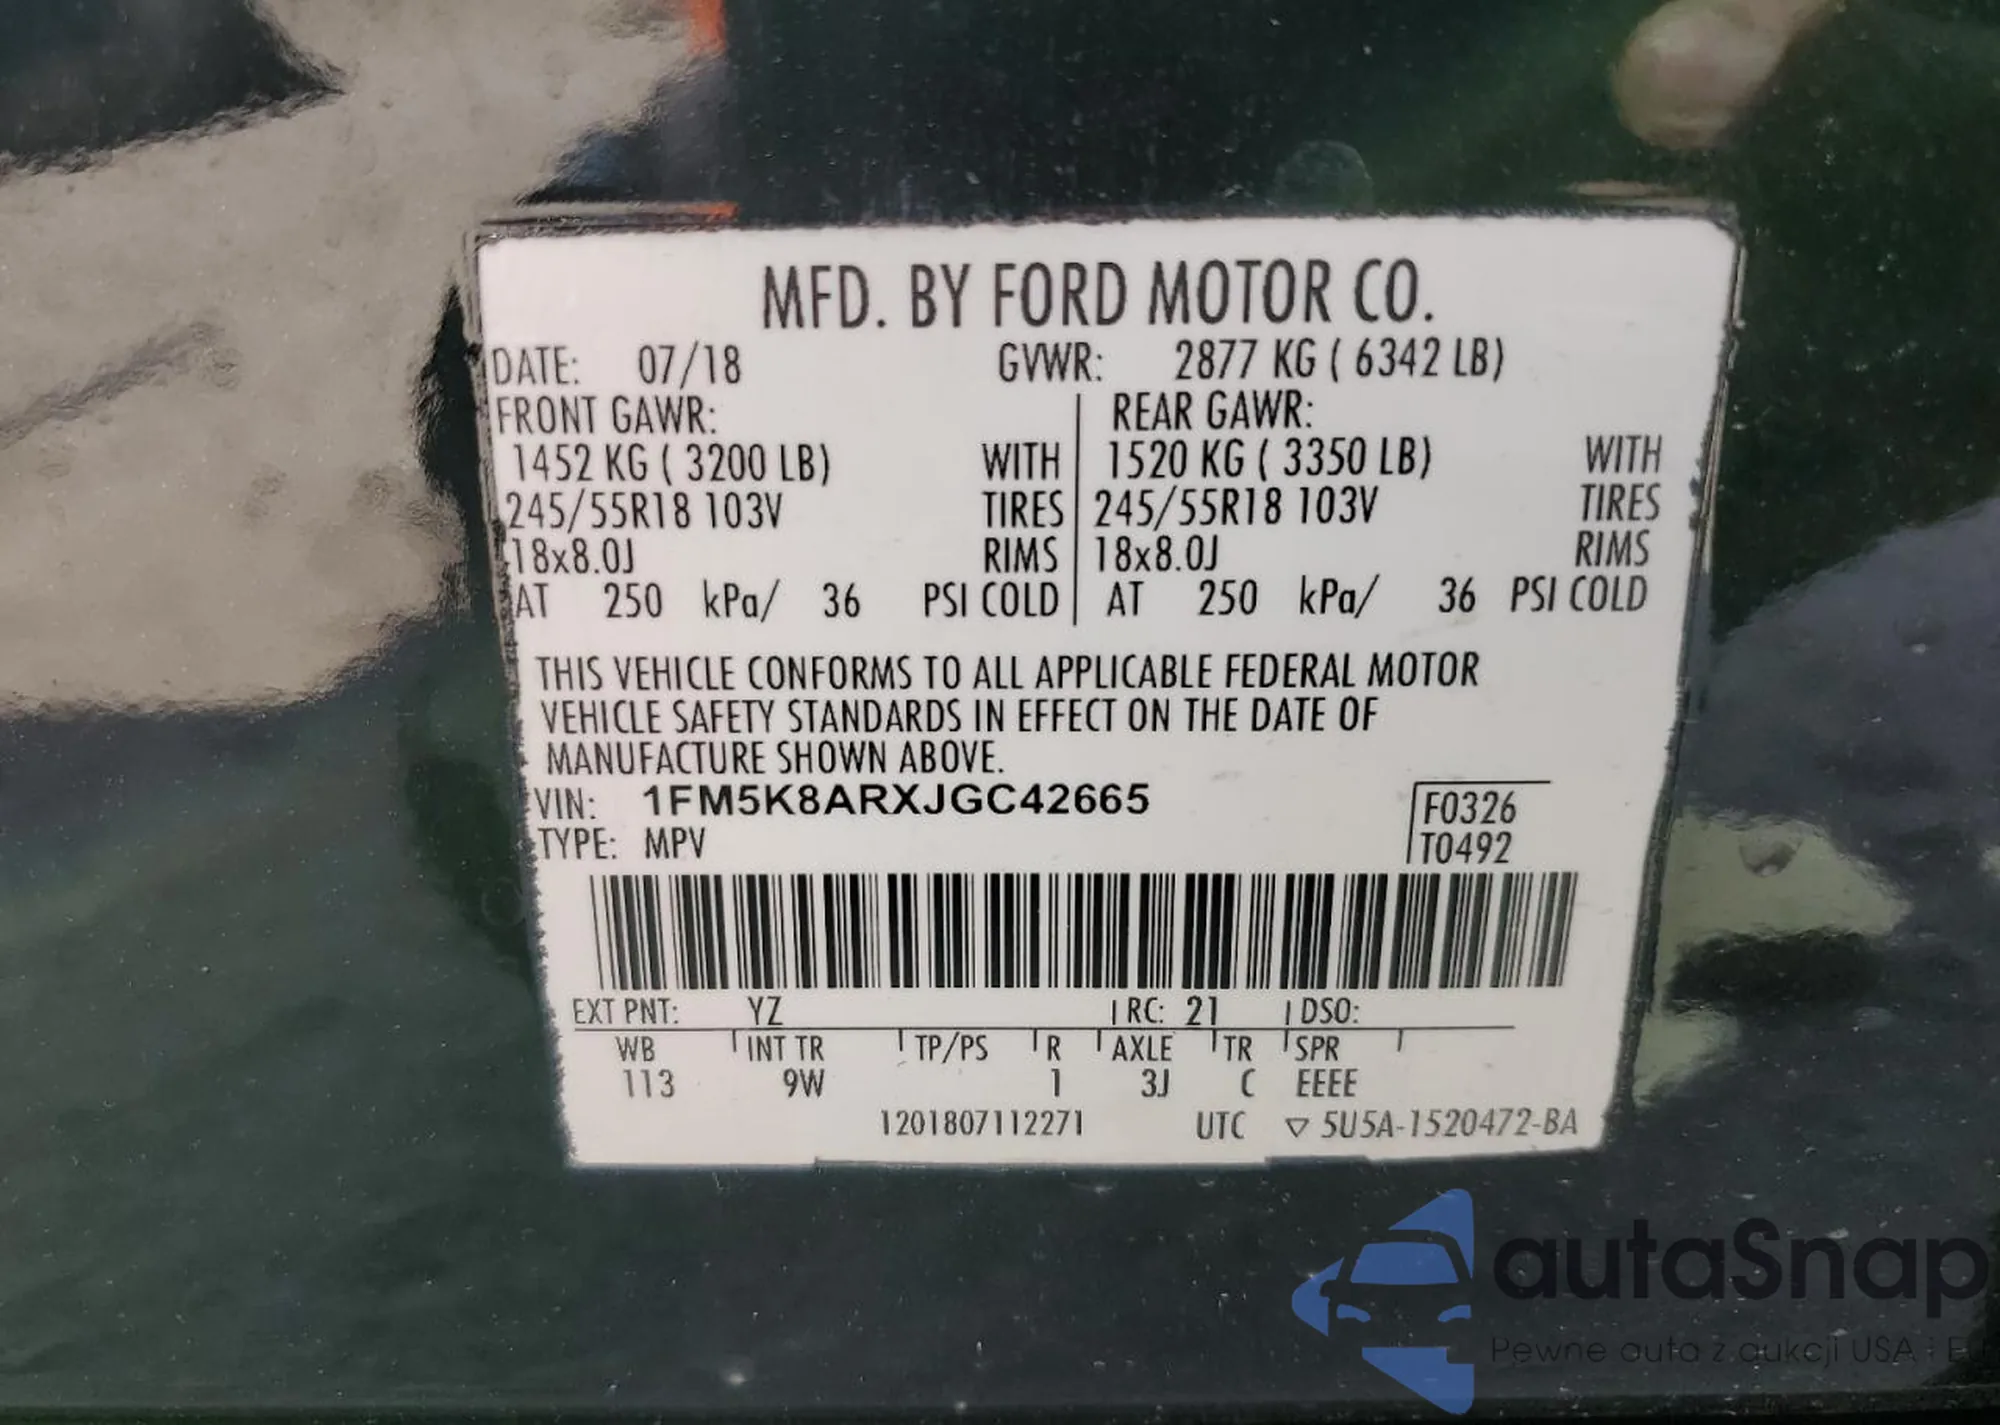 MFD. BY FORD MOTOR CO.
DATE: 07/18 GVWR: 2877 KG ( 6342 LB)
FRONT GAWR: REAR GAWR:
1452 KG ( 3200 LB) WITH 1520 KG ( 3350 LB) WITH
245/55R18 103V TIRES 245/55R18 103V TIRES
18x8.0J RIMS 18x8.0J RIMS
AT 250 kPa/ 36 PSI COLD AT 250 kPa/ 36 PSI COLD
THIS VEHICLE CONFORMS TO ALL APPLICABLE FEDERAL MOTOR
VEHICLE SAFETY STANDARDS IN EFFECT ON THE DATE OF
MANUFACTURE SHOWN ABOVE.
VIN: 1FM5K8ARXJGC42665 F0326
TYPE: MPV T0492
EXT PNT: YZ RC: 21 DSO:
WB INT TR TP/PS R AXLE TR SPR
113 9W 1 3J C EEEE
1201807112271 UTC ▽ 5U5A-1520472-BA
autaSnap
Pewne auta z aukcji USA i EU